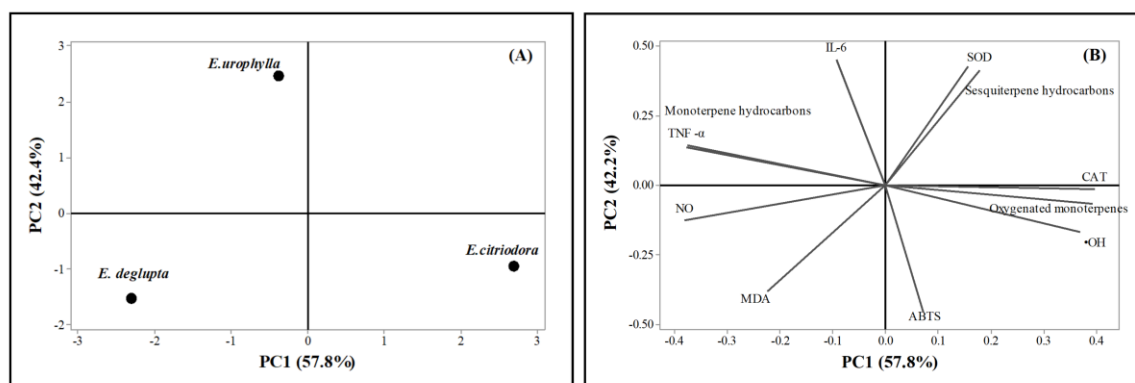 (A)
E.urophylla
E.citriodora
E. deglupta
PC2 (42.4%)
3
2
1
0
-1
-2
-3
-2
-1
0
1
2
3
PC1 (57.8%)
(B)
IL-6
SOD
Sesquiterpene hydrocarbons
Monoterpene hydrocarbons
TNF -α
CAT
NO
Oxygenated monoterpenes
•OH
MDA
ABTS
PC2 (42.2%)
0.50
0.25
0.00
-0.25
-0.50
-0.4
-0.3
-0.2
-0.1
0.0
0.1
0.2
0.3
0.4
PC1 (57.8%)